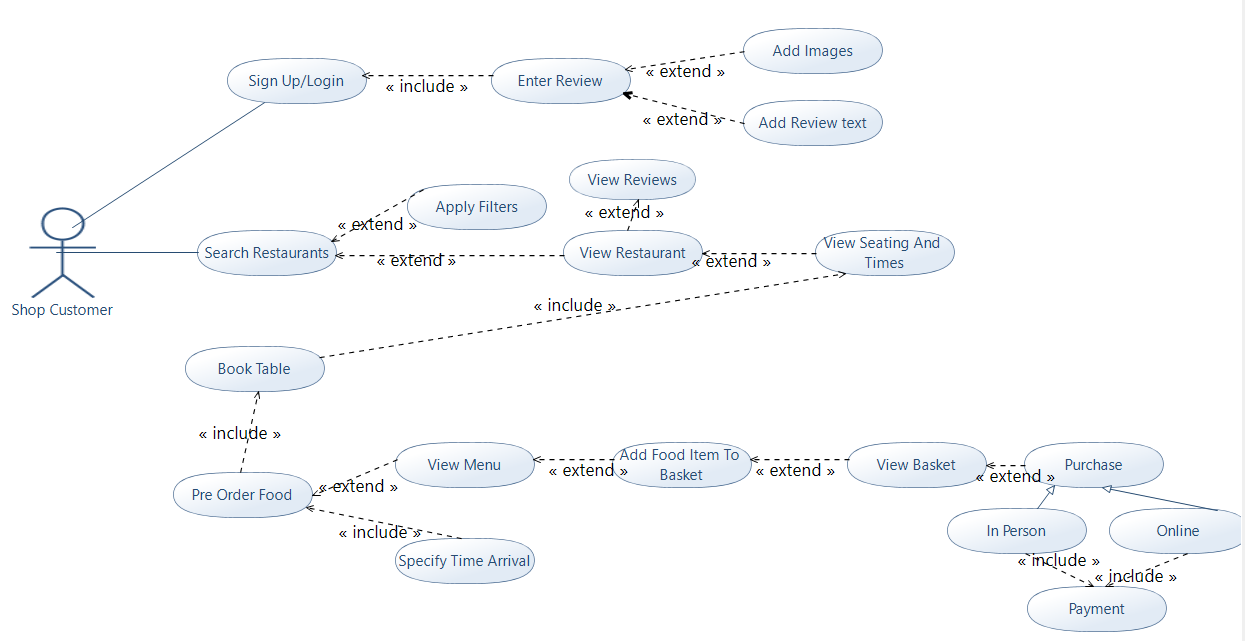 Add Images
« extend »
Sign Up/Login
« include »
Enter Review
« extend »
Add Review text
View Reviews
« extend »
Apply Filters
« extend »
Search Restaurants
« extend »
View Restaurant
« extend »
View Seating And
Times
Shop Customer
« include »
Book Table
« include »
View Menu
« extend »
Add Food Item To
Basket
« extend »
View Basket
« extend »
Purchase
« extend »
Pre Order Food
« include »
Specify Time Arrival
In Person
Online
« include »
« include »
Payment